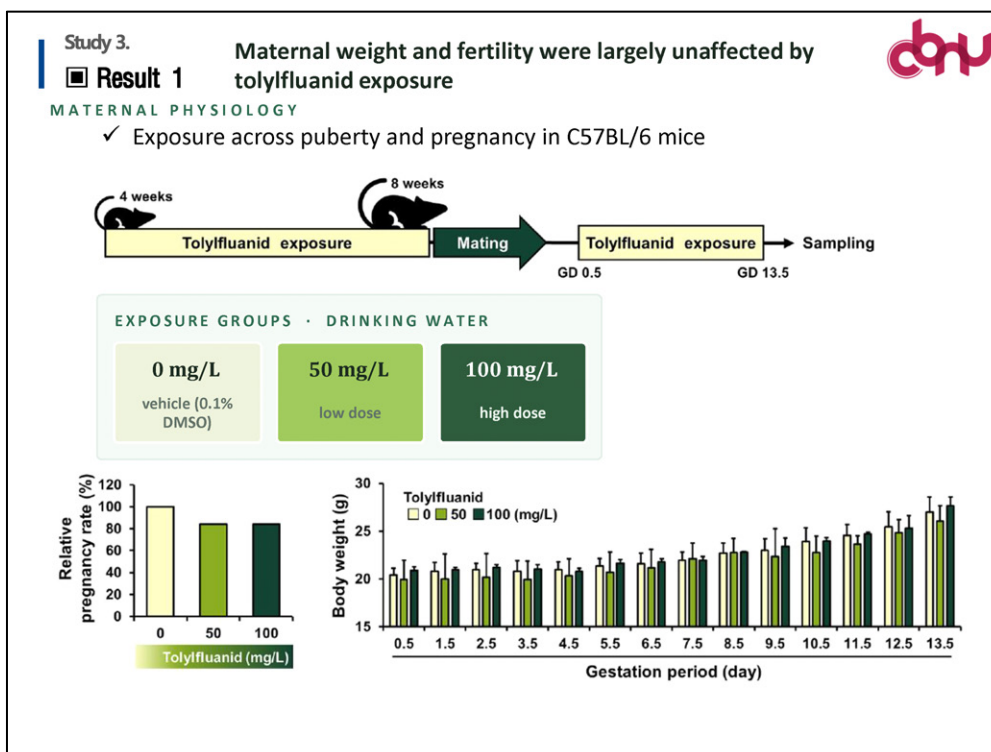 Study 3.
▣ Result 1
Maternal weight and fertility were largely unaffected by
tolylfluanid exposure
cbnu
MATERNAL PHYSIOLOGY
✓ Exposure across puberty and pregnancy in C57BL/6 mice
4 weeks
8 weeks
Tolylfluanid exposure
Mating
Tolylfluanid exposure
Sampling
GD 0.5
GD 13.5
EXPOSURE GROUPS · DRINKING WATER
0 mg/L
vehicle (0.1%
DMSO)
50 mg/L
low dose
100 mg/L
high dose
Relative
pregnancy rate (%)
120
100
80
60
40
20
0
0 50 100
Tolylfluanid (mg/L)
Body weight (g)
30
25
20
15
Tolylfluanid
0 50 100 (mg/L)
0.5 1.5 2.5 3.5 4.5 5.5 6.5 7.5 8.5 9.5 10.5 11.5 12.5 13.5
Gestation period (day)